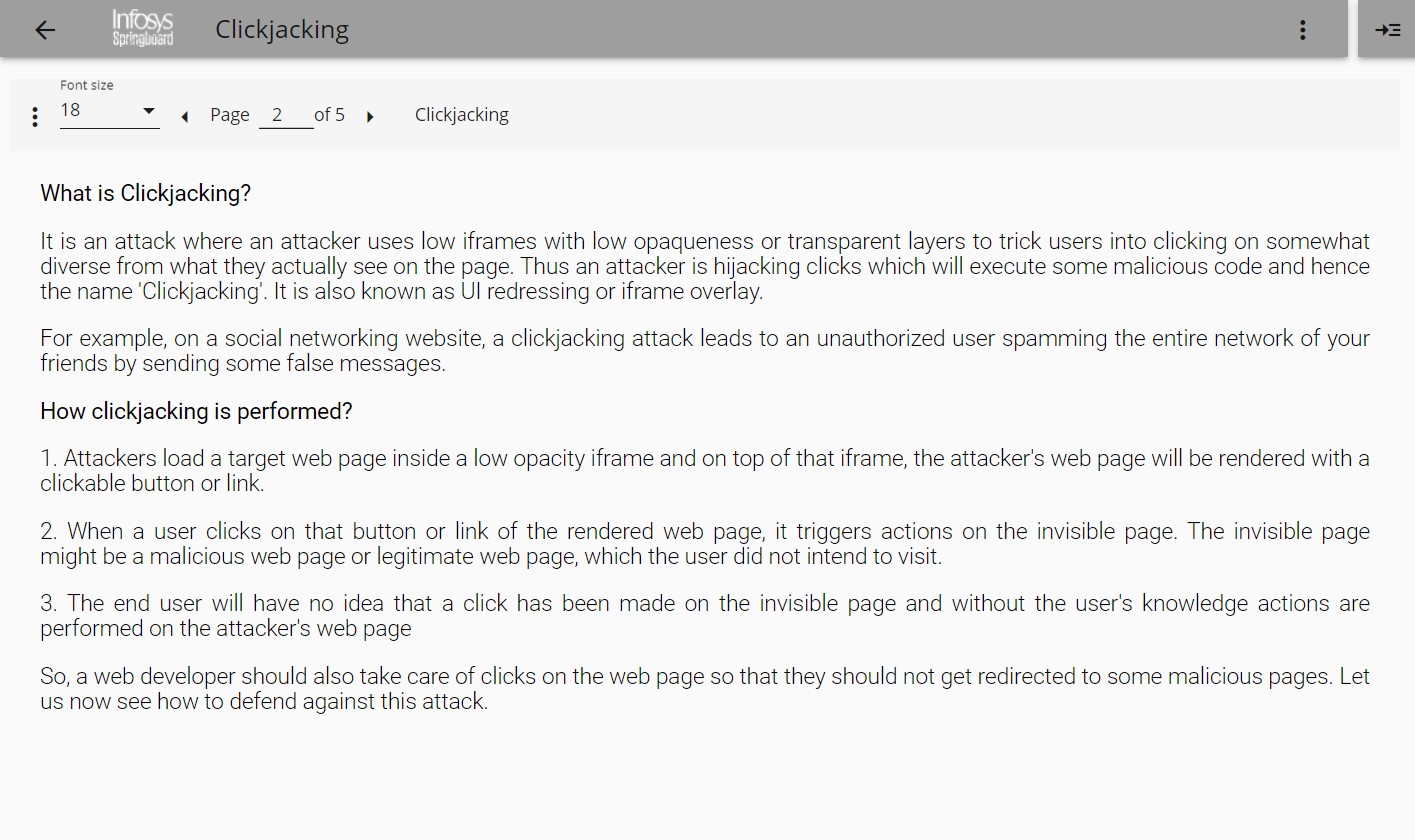 Infosys
Springboard
Clickjacking
Font size
18
Page 2 of 5
Clickjacking
What is Clickjacking?
It is an attack where an attacker uses low iframes with low opaqueness or transparent layers to trick users into clicking on somewhat
diverse from what they actually see on the page. Thus an attacker is hijacking clicks which will execute some malicious code and hence
the name 'Clickjacking'. It is also known as UI redressing or iframe overlay.
For example, on a social networking website, a clickjacking attack leads to an unauthorized user spamming the entire network of your
friends by sending some false messages.
How clickjacking is performed?
1. Attackers load a target web page inside a low opacity iframe and on top of that iframe, the attacker's web page will be rendered with a
clickable button or link.
2. When a user clicks on that button or link of the rendered web page, it triggers actions on the invisible page. The invisible page
might be a malicious web page or legitimate web page, which the user did not intend to visit.
3. The end user will have no idea that a click has been made on the invisible page and without the user's knowledge actions are
performed on the attacker's web page
So, a web developer should also take care of clicks on the web page so that they should not get redirected to some malicious pages. Let
us now see how to defend against this attack.